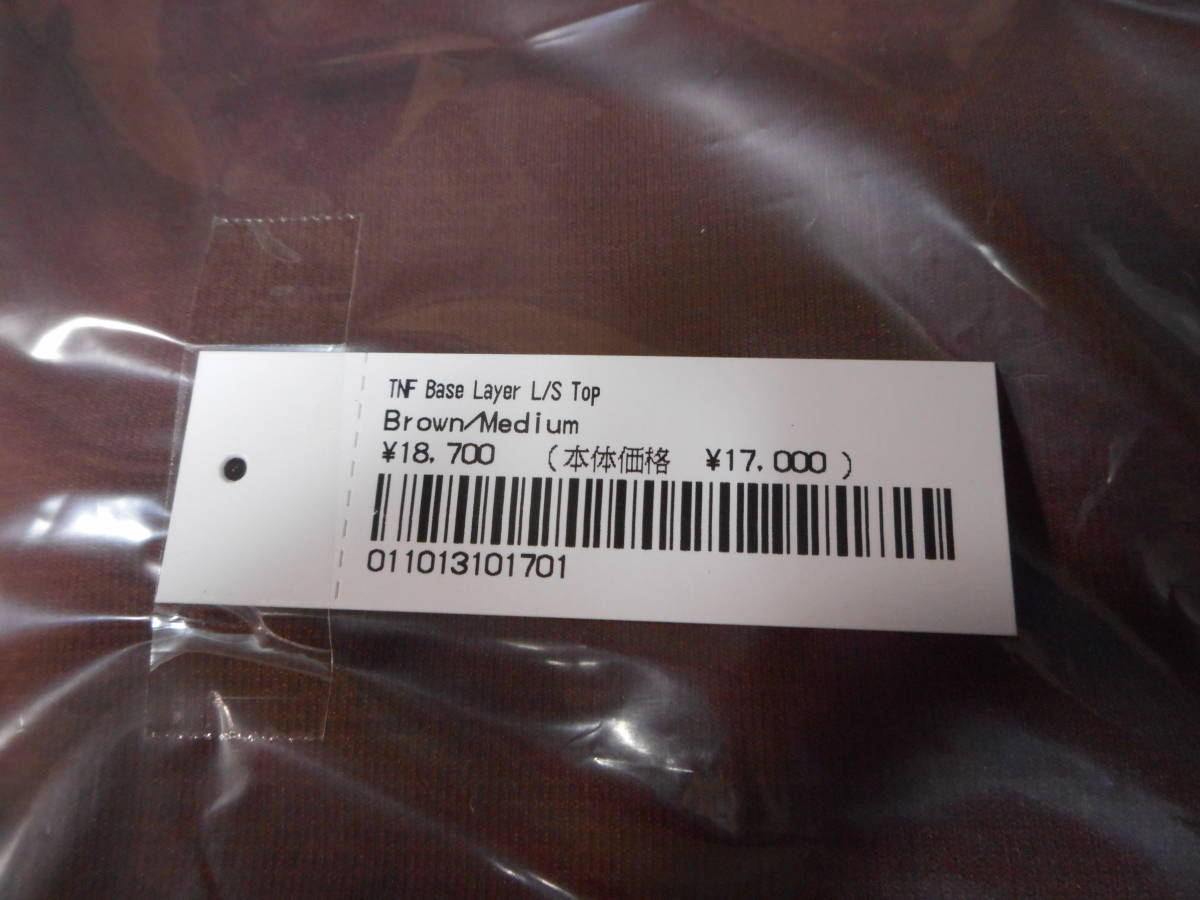 TNF Base Layer L/S Top
Brown/Medium
¥18,700 (本体価格 ¥17,000)
011013101701